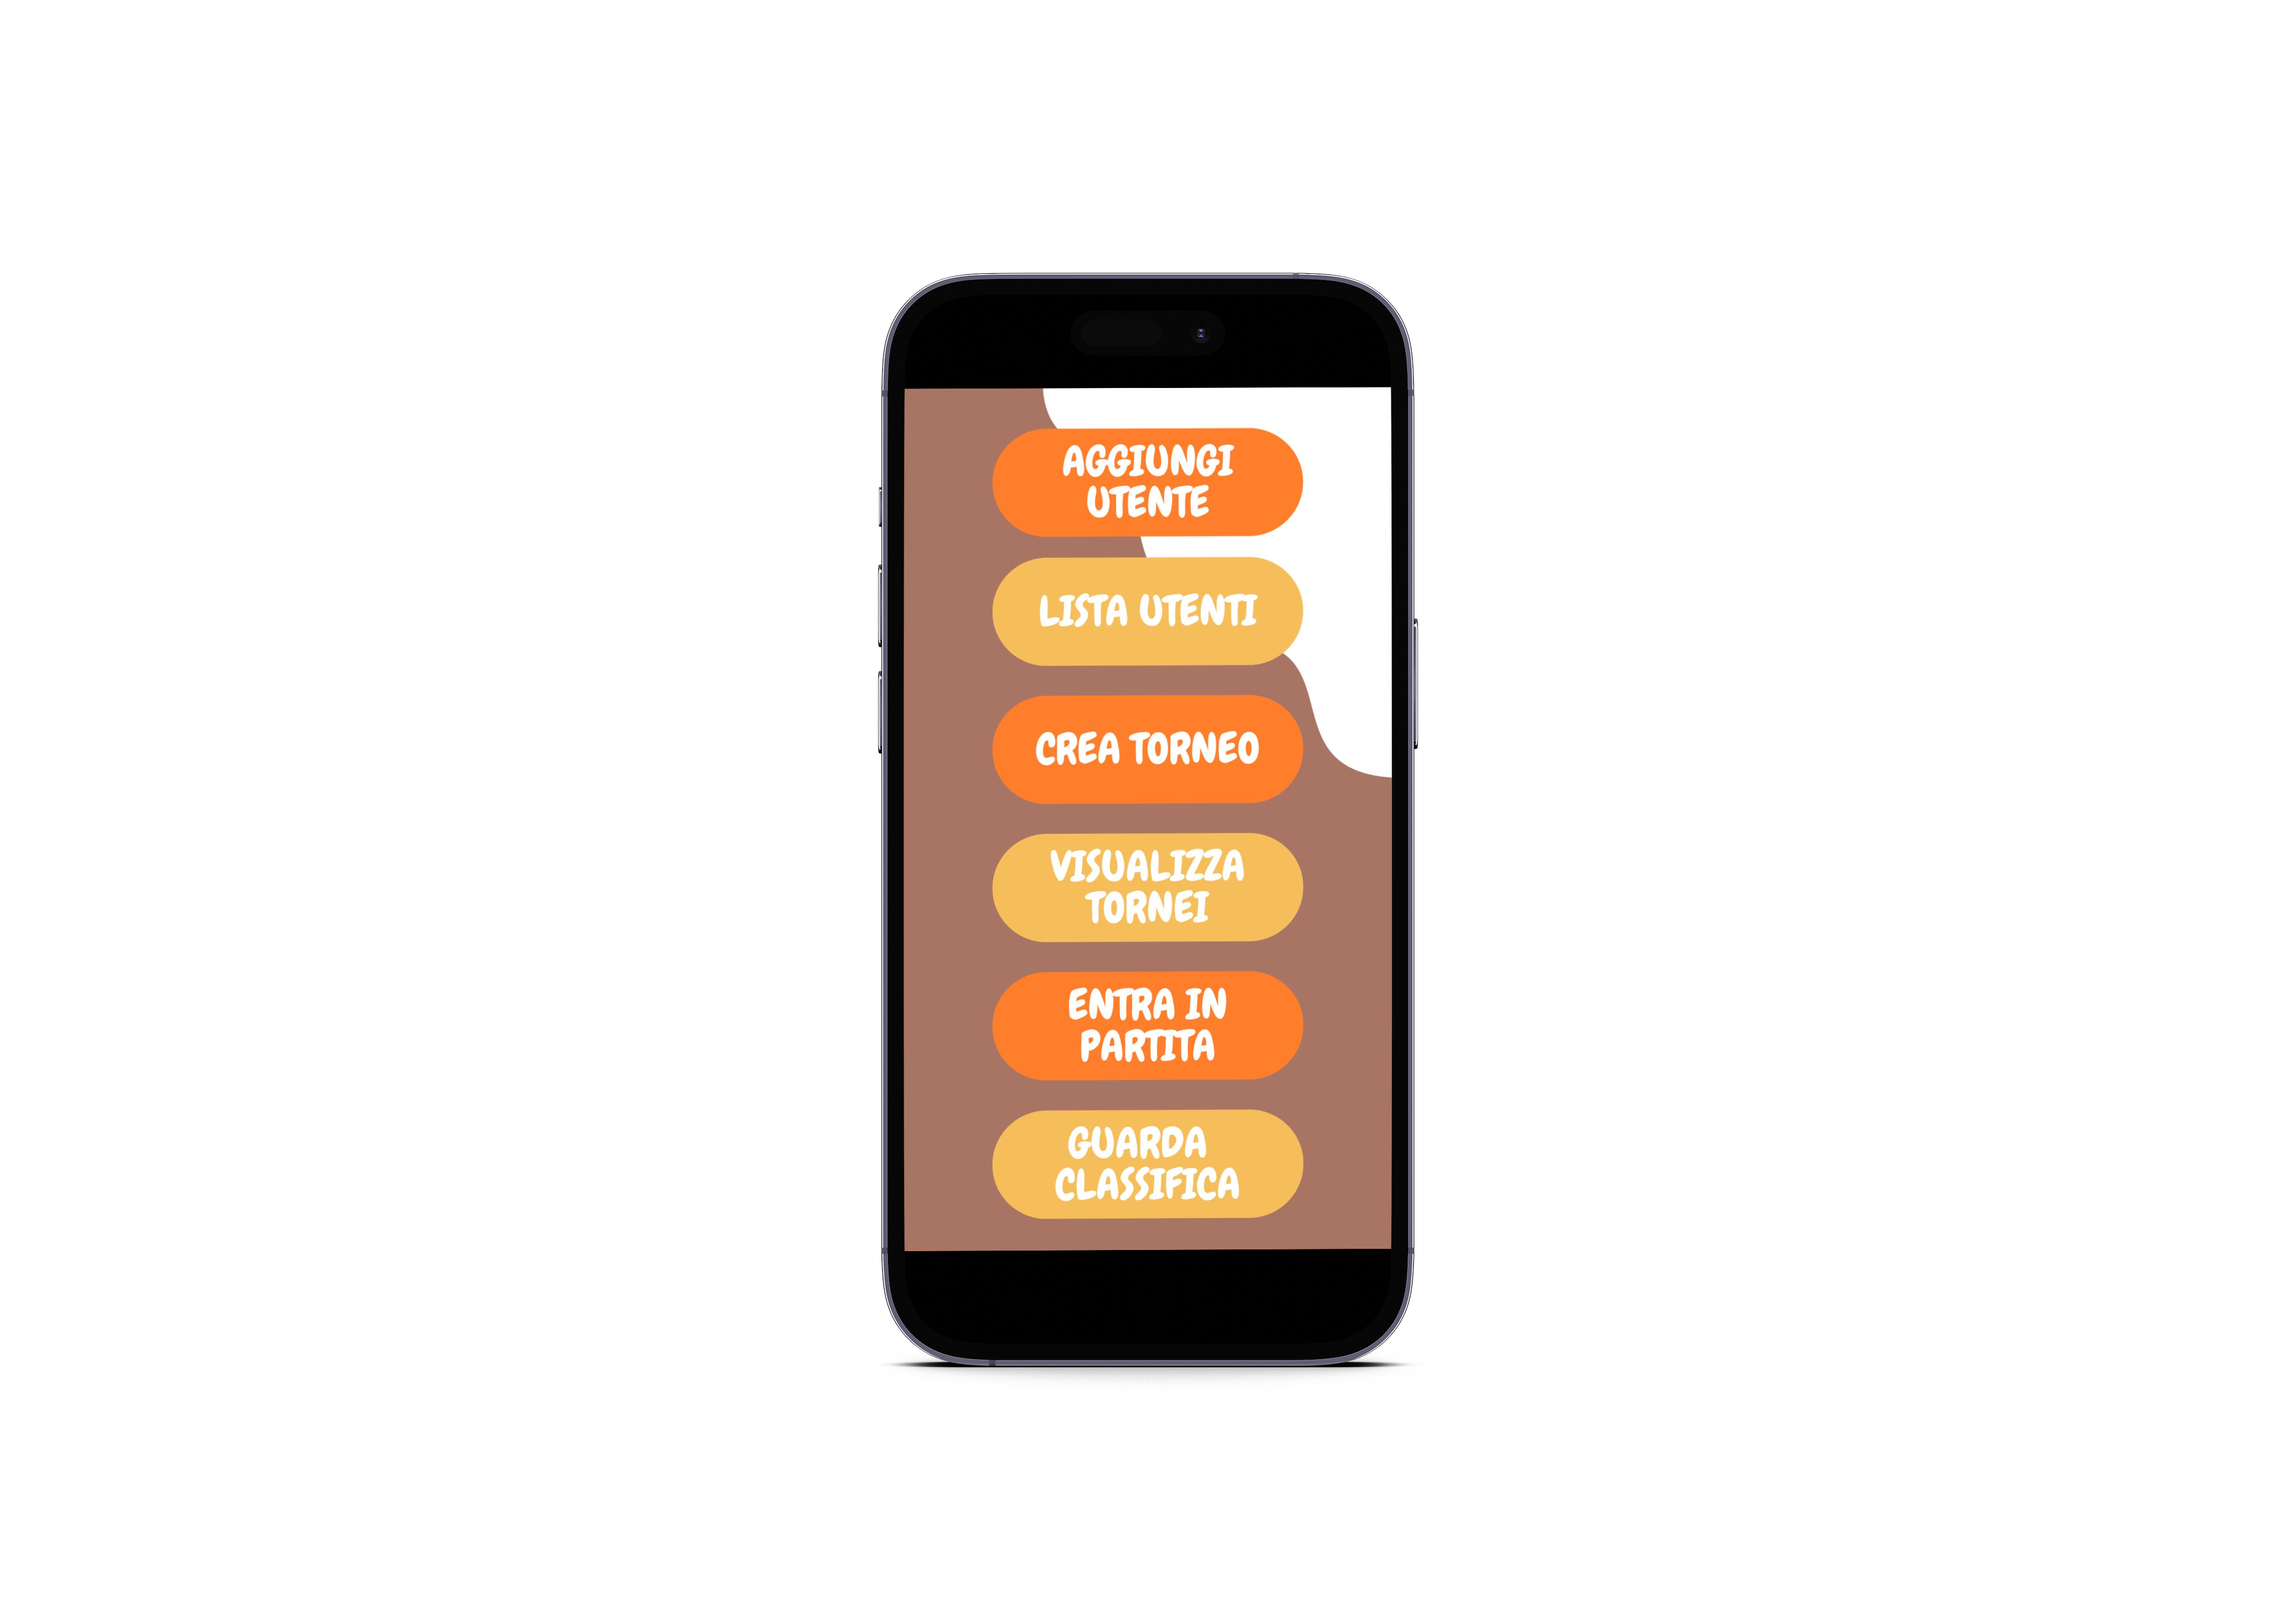 AGGIUNGI
UTENTE
LISTA UTENTI
CREA TORNEO
VISUALIZZA
TORNEI
ENTRA IN
PARTITA
GUARDA
CLASSIFICA